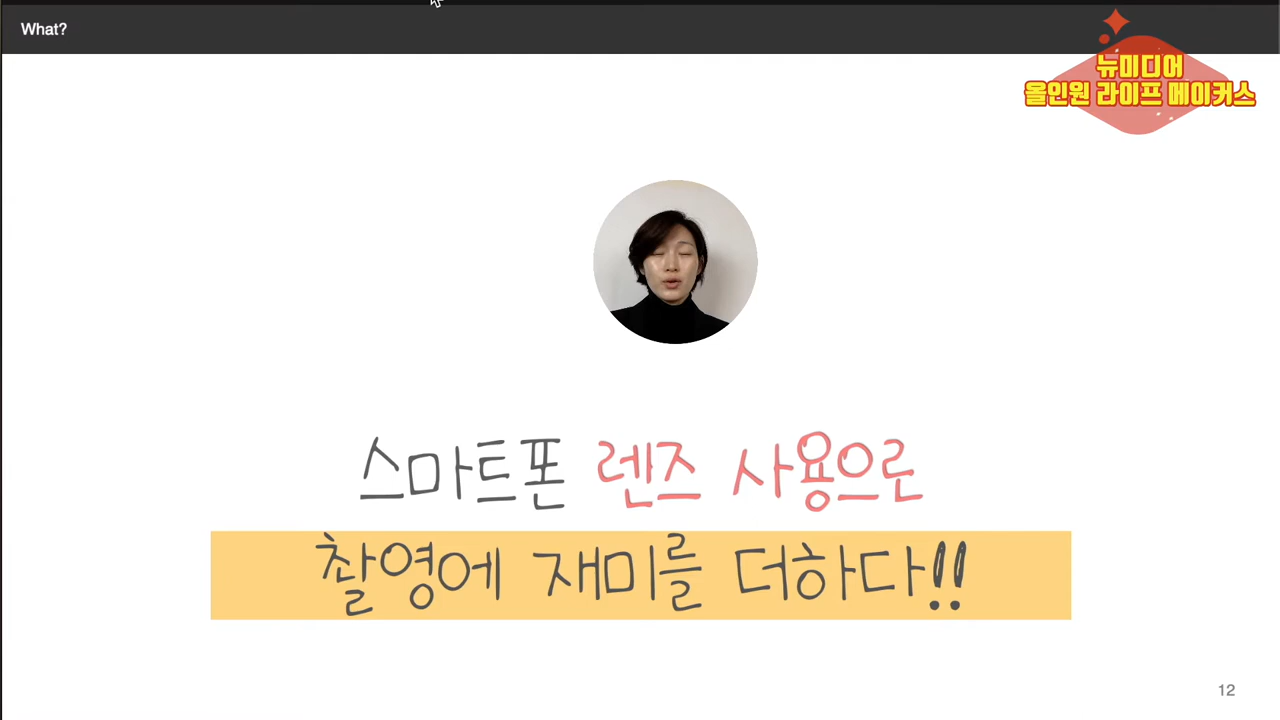 What?
뉴미디어
올인원 라이프 메이커스
스마트폰 렌즈 사용으로
촬영에 재미를 더하다!!
12